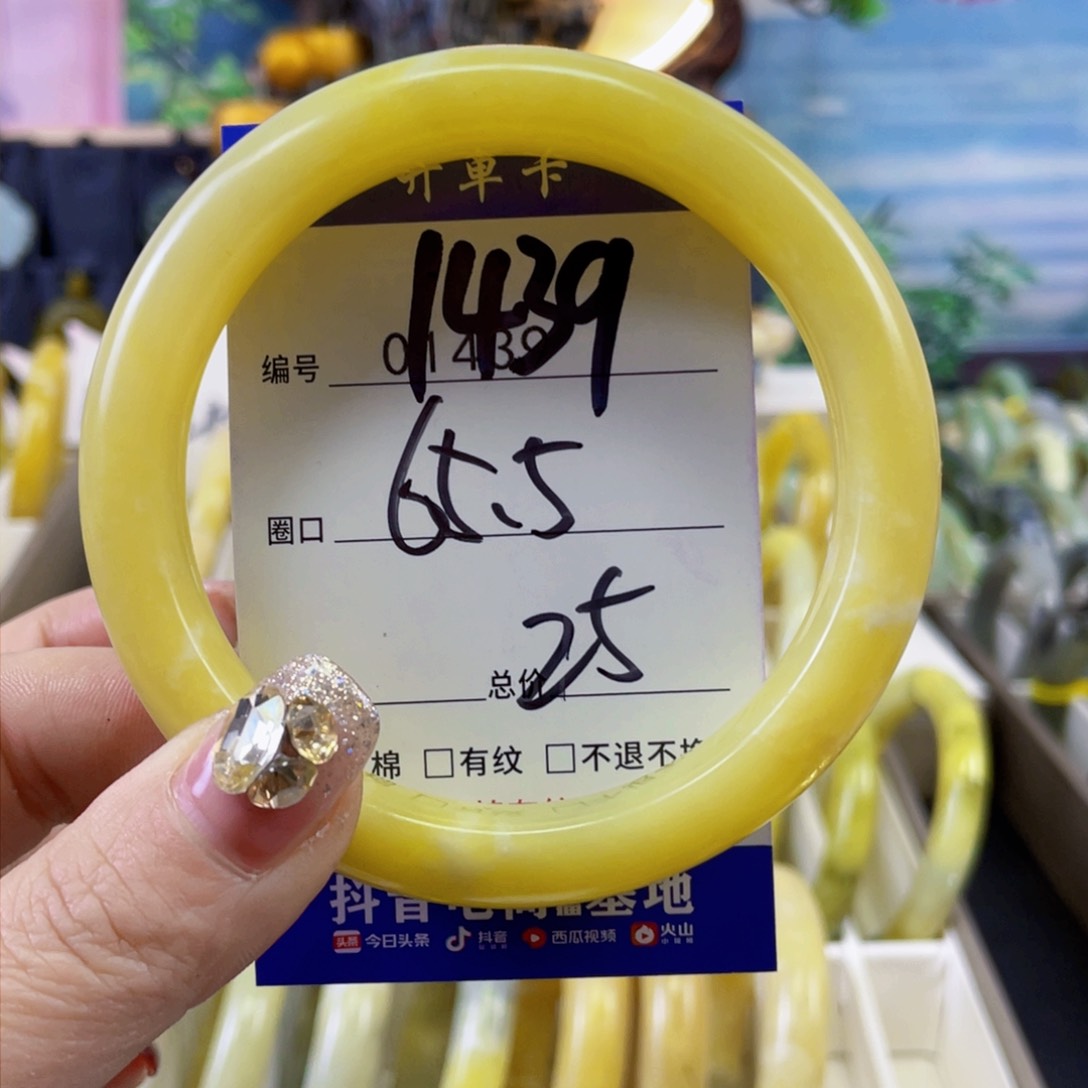 开单卡
1439
编号 01439
圈口 65.5
总价 25
棉 □有纹 □不退不换
抖音电商 基地
头条 今日头条 抖音 西瓜视频 火山